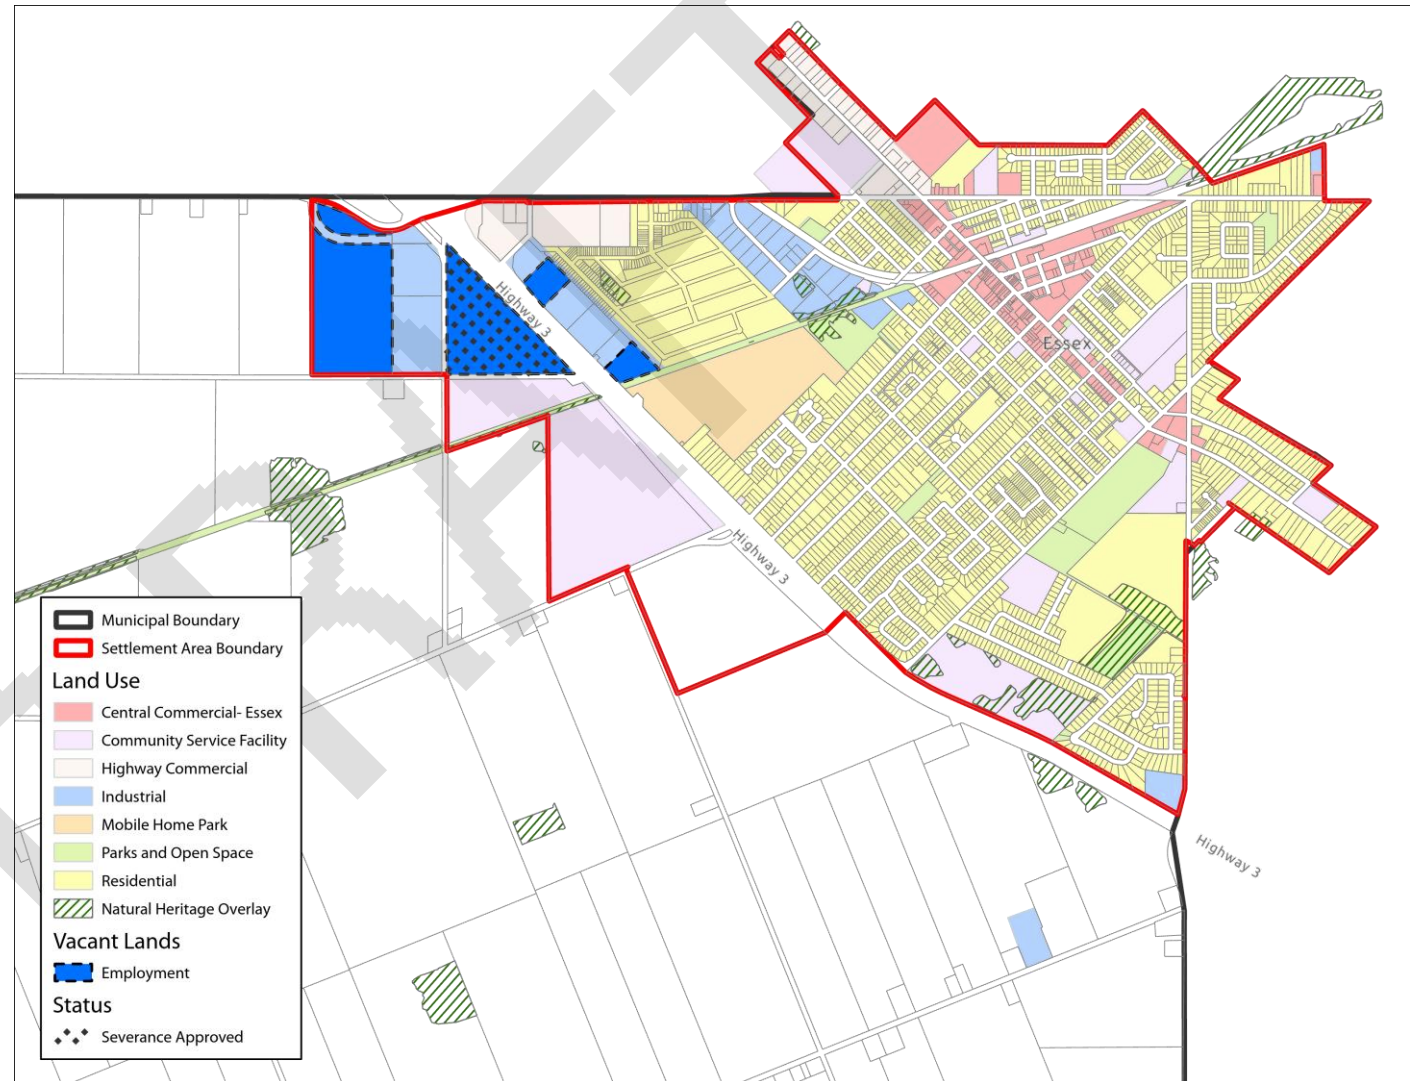 Highway 3
Essex
Highway 3
Highway 3
Municipal Boundary
Settlement Area Boundary
Land Use
Central Commercial- Essex
Community Service Facility
Highway Commercial
Industrial
Mobile Home Park
Parks and Open Space
Residential
Natural Heritage Overlay
Vacant Lands
Employment
Status
Severance Approved
DRAFT